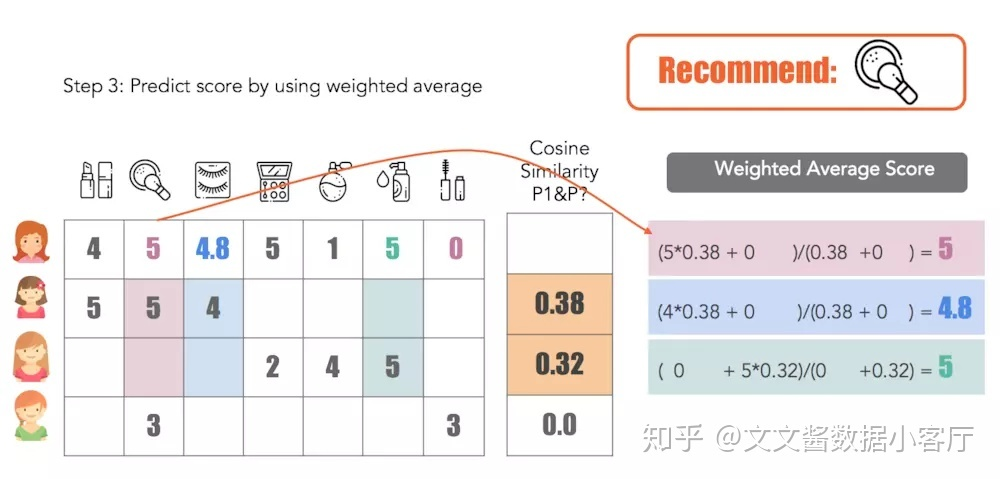 Recommend:
Step 3: Predict score by using weighted average
Cosine
Similarity
P1&P?
Weighted Average Score
4 5 4.8 5 1 5 0
(5*0.38 + 0 )/(0.38 +0 ) = 5
5 5 4 0.38
(4*0.38 + 0 )/(0.38 + 0 ) = 4.8
2 4 5 0.32
( 0 + 5*0.32)/(0 +0.32) = 5
3 3 0.0
知乎 @文文酱数据小客厅